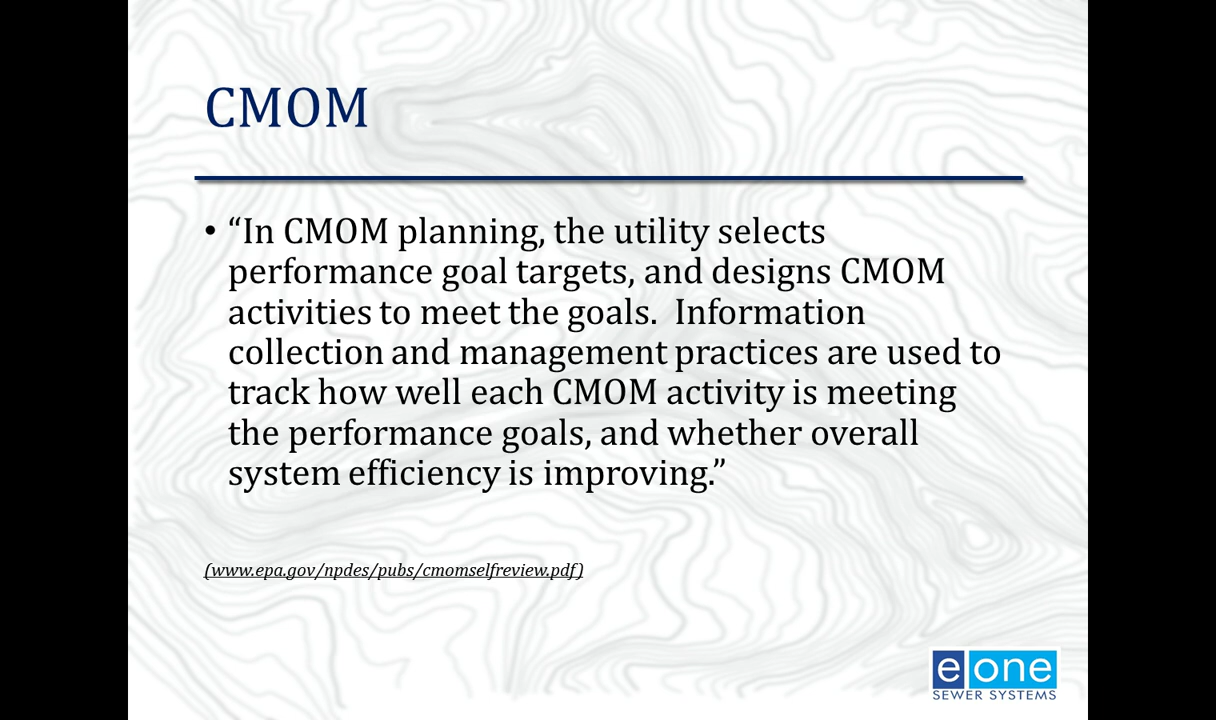 CMOM
• “In CMOM planning, the utility selects
performance goal targets, and designs CMOM
activities to meet the goals.  Information
collection and management practices are used to
track how well each CMOM activity is meeting
the performance goals, and whether overall
system efficiency is improving.”
(www.epa.gov/npdes/pubs/cmomselfreview.pdf)
e one
SEWER SYSTEMS